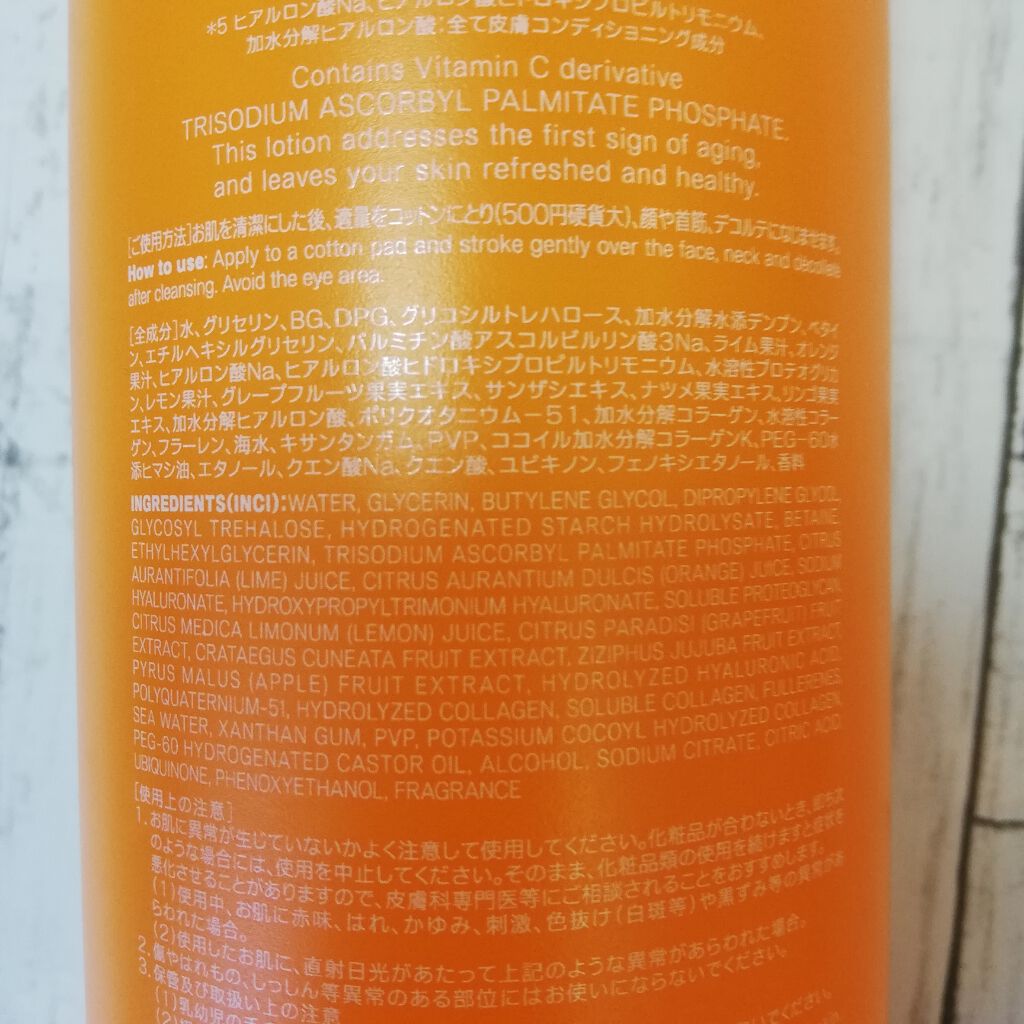 *5 ヒアルロン酸Na、ヒアルロン酸ヒドロキシプロピルトリモニウム、
加水分解ヒアルロン酸:全て皮膚コンディショニング成分
Contains Vitamin C derivative
TRISODIUM ASCORBYL PALMITATE PHOSPHATE.
This lotion addresses the first sign of aging,
and leaves your skin refreshed and healthy.
[ご使用方法]お肌を清潔にした後、適量をコットンにとり(500円硬貨大)、顔や首筋、デコルテになじませます。
How to use: Apply to a cotton pad and stroke gently over the face, neck and décolleté
after cleansing. Avoid the eye area.
[全成分]水、グリセリン、BG、DPG、グリコシルトレハロース、加水分解水添デンプン、ベタイ
ン、エチルヘキシルグリセリン、パルミチン酸アスコルビルリン酸3Na、ライム果汁、オレンジ
果汁、ヒアルロン酸Na、ヒアルロン酸ヒドロキシプロピルトリモニウム、水溶性プロテオグリカ
ン、レモン果汁、グレープフルーツ果実エキス、サンザシエキス、ナツメ果実エキス、リンゴ果実
エキス、加水分解ヒアルロン酸、ポリクオタニウム-51、加水分解コラーゲン、水溶性コラー
ゲン、フラーレン、海水、キサンタンガム、PVP、ココイル加水分解コラーゲンK、PEG-60水
添ヒマシ油、エタノール、クエン酸Na、クエン酸、ユビキノン、フェノキシエタノール、香料
INGREDIENTS(INCI):WATER, GLYCERIN, BUTYLENE GLYCOL, DIPROPYLENE GLYCOL,
GLYCOSYL TREHALOSE, HYDROGENATED STARCH HYDROLYSATE, BETAINE,
ETHYLHEXYLGLYCERIN, TRISODIUM ASCORBYL PALMITATE PHOSPHATE, CITRUS
AURANTIFOLIA (LIME) JUICE, CITRUS AURANTIUM DULCIS (ORANGE) JUICE, SODIUM
HYALURONATE, HYDROXYPROPYLTRIMONIUM HYALURONATE, SOLUBLE PROTEOGLYCAN,
CITRUS MEDICA LIMONUM (LEMON) JUICE, CITRUS PARADISI (GRAPEFRUIT) FRUIT
EXTRACT, CRATAEGUS CUNEATA FRUIT EXTRACT, ZIZIPHUS JUJUBA FRUIT EXTRACT,
PYRUS MALUS (APPLE) FRUIT EXTRACT, HYDROLYZED HYALURONIC ACID,
POLYQUATERNIUM-51, HYDROLYZED COLLAGEN, SOLUBLE COLLAGEN, FULLERENES,
SEA WATER, XANTHAN GUM, PVP, POTASSIUM COCOYL HYDROLYZED COLLAGEN,
PEG-60 HYDROGENATED CASTOR OIL, ALCOHOL, SODIUM CITRATE, CITRIC ACID,
UBIQUINONE, PHENOXYETHANOL, FRAGRANCE
[使用上の注意]
1.お肌に異常が生じていないかよく注意して使用してください。化粧品が合わないとき、即ち次
のような場合には、使用を中止してください。そのまま、化粧品類の使用を続けますと症状を
悪化させることがありますので、皮膚科専門医等にご相談されることをおすすめします。
(1)使用中、お肌に赤味、はれ、かゆみ、刺激、色抜け(白斑等)や黒ずみ等の異常があ
らわれた場合。
(2)使用したお肌に、直射日光があたって上記のような異常があらわれた場合。
2.傷やはれもの、しっしん等異常のある部位にはお使いにならないでください。
3.保管及び取扱い上の注意
(1)乳幼児の手